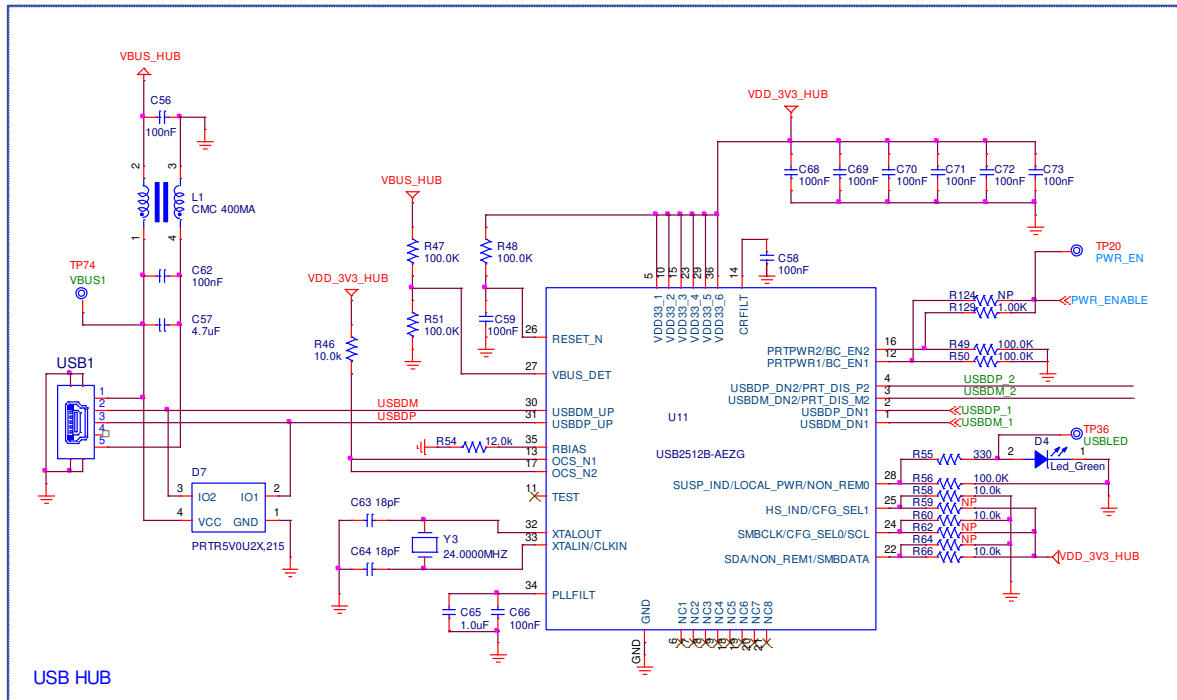 VBUS_HUB
C56
100nF
2
3
L1
CMC 400MA
1
4
TP74
VBUS1
C62
100nF
C57
4.7uF
USB1
1
2
3
4
5
D7
3
IO2
IO1
2
4
VCC
GND
1
PRTR5V0U2X,215
VBUS_HUB
R47
100.0K
R48
100.0K
VDD_3V3_HUB
R51
100.0K
C59
100nF
R46
10.0k
USBDM
USBDP
R54
12.0k
C63 18pF
C64 18pF
Y3
24.0000MHZ
C65
1.0uF
C66
100nF
VDD_3V3_HUB
C68
100nF
C69
100nF
C70
100nF
C71
100nF
C72
100nF
C73
100nF
C58
100nF
5
10
15
23
29
36
14
VDD33_1
VDD33_2
VDD33_3
VDD33_4
VDD33_5
VDD33_6
CRFILT
26
RESET_N
27
VBUS_DET
30
USBDM_UP
31
USBDP_UP
35
RBIAS
13
OCS_N1
17
OCS_N2
11
TEST
32
XTALOUT
33
XTALIN/CLKIN
34
PLLFILT
U11
USB2512B-AEZG
PRTPWR2/BC_EN2
16
PRTPWR1/BC_EN1
12
USBDP_DN2/PRT_DIS_P2
4
USBDM_DN2/PRT_DIS_M2
3
USBDP_DN1
2
USBDM_DN1
1
SUSP_IND/LOCAL_PWR/NON_REM0
28
HS_IND/CFG_SEL1
25
SMBCLK/CFG_SEL0/SCL
24
SDA/NON_REM1/SMBDATA
22
GND
GND
NC1
NC2
NC3
NC4
NC5
NC6
NC7
NC8
6
7
8
9
18
19
20
21
TP20
PWR_EN
R124
NP
R129
1.00K
PWR_ENABLE
R49
100.0K
R50
100.0K
USBDP_2
USBDM_2
USBDP_1
USBDM_1
TP36
USBLED
D4
R55
330
2
1
Led_Green
R56
100.0K
R58
10.0k
R59
NP
R60
10.0k
R62
NP
R64
NP
R66
10.0k
VDD_3V3_HUB
USB HUB